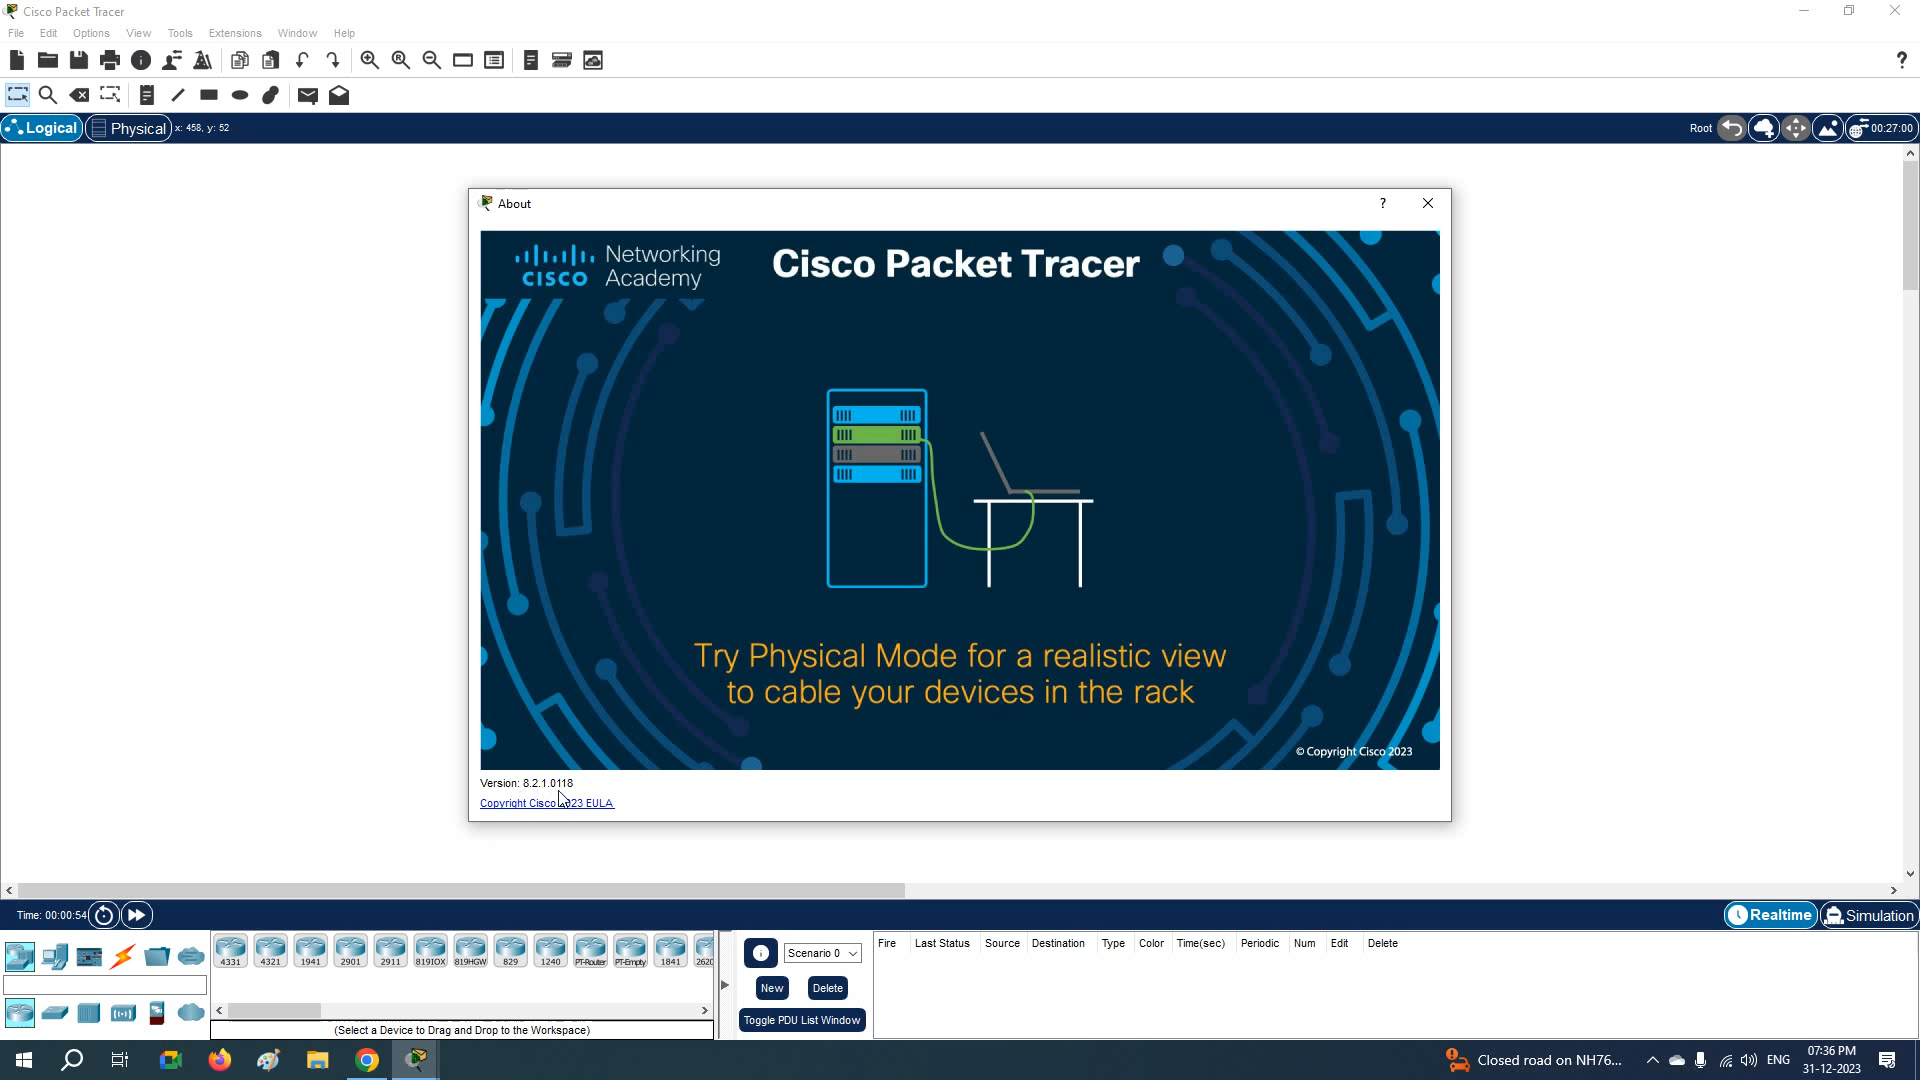 Cisco Packet Tracer
File Edit Options View Tools Extensions Window Help
?
Logical Physical x: 458, y: 52 Root 00:27:00
About ?
CISCO Networking Academy
Cisco Packet Tracer
Try Physical Mode for a realistic view
to cable your devices in the rack
© Copyright Cisco 2023
Version: 8.2.1.0118
Copyright Cisco 23 EULA
Time: 00:00:54 Realtime Simulation
4331 4321 1941 2901 2911 819IOX 819HGW 829 1240 PT-Router PT-Empty 1841 2620
(Select a Device to Drag and Drop to the Workspace)
Scenario 0
New Delete
Toggle PDU List Window
Fire Last Status Source Destination Type Color Time(sec) Periodic Num Edit Delete
Closed road on NH76... ENG 07:36 PM
31-12-2023